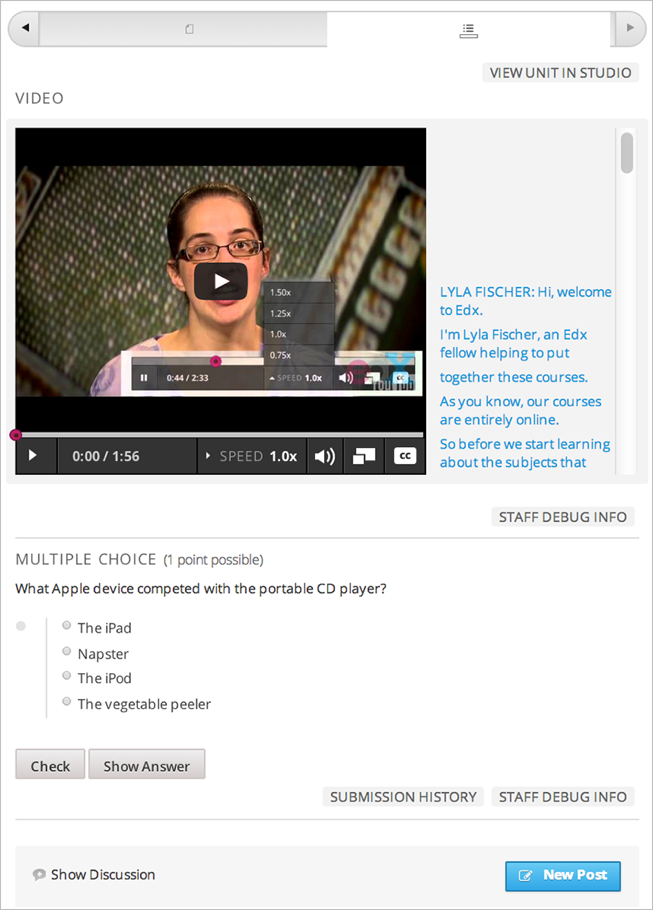 VIEW UNIT IN STUDIO
VIDEO
1.50x
1.25x
1.0x
0.75x
0:44 / 2:33
SPEED 1.0x
CC
YouTube
0:00 / 1:56
SPEED 1.0x
CC
LYLA FISCHER: Hi, welcome
to Edx.
I'm Lyla Fischer, an Edx
fellow helping to put
together these courses.
As you know, our courses
are entirely online.
So before we start learning
about the subjects that
STAFF DEBUG INFO
MULTIPLE CHOICE (1 point possible)
What Apple device competed with the portable CD player?
The iPad
Napster
The iPod
The vegetable peeler
Check Show Answer
SUBMISSION HISTORY STAFF DEBUG INFO
Show Discussion New Post